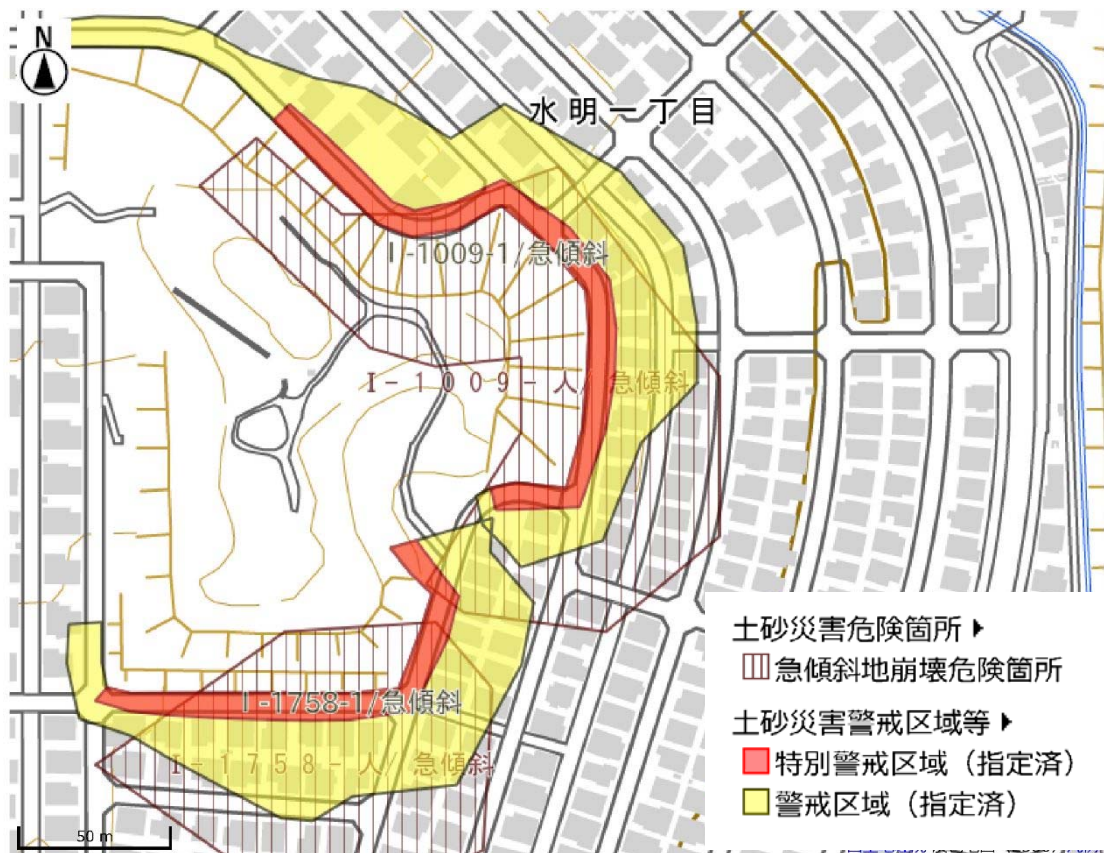 N
水明一丁目
I-1009-1/急傾斜
I-1009-人/急傾斜
I-1758-1/急傾斜
I-1758-人/急傾斜
土砂災害危険箇所
急傾斜地崩壊危険箇所
土砂災害警戒区域等
特別警戒区域（指定済）
警戒区域（指定済）
50 m